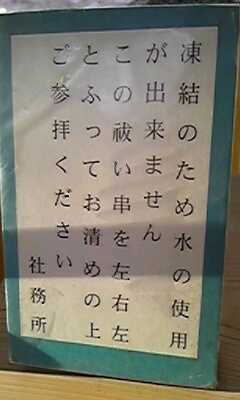 凍結のため水の使用
が出来ません
この祓い串を左右左
とふってお清めの上
ご参拝ください
社務所